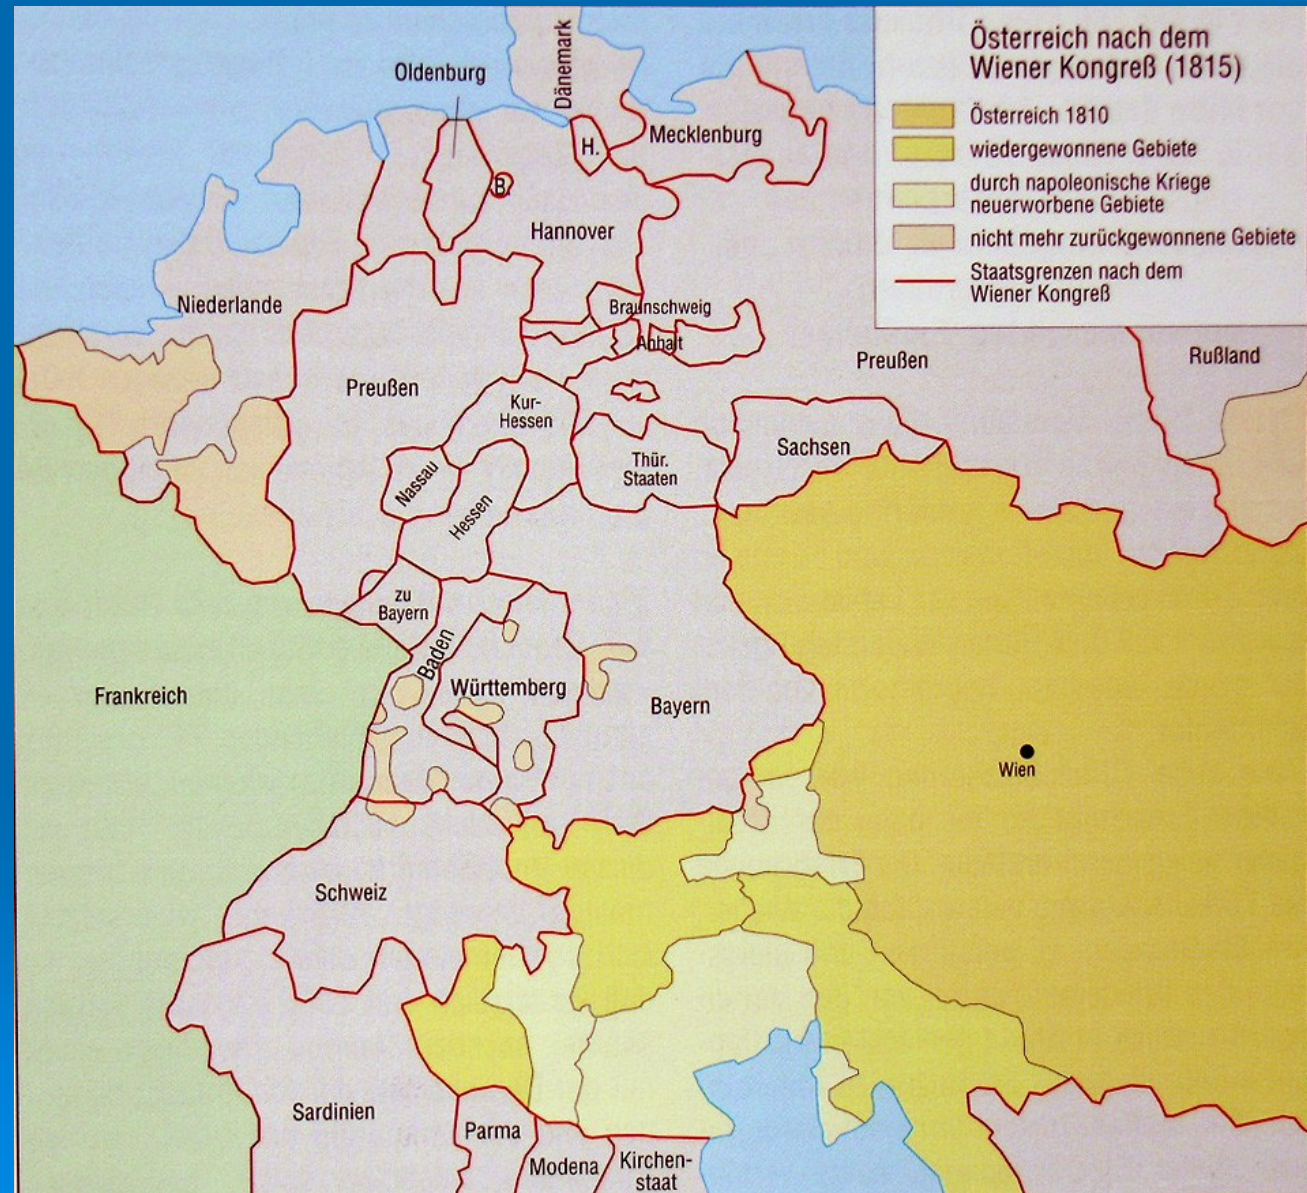 Österreich nach dem
Wiener Kongreß (1815)
Österreich 1810
wiedergewonnene Gebiete
durch napoleonische Kriege
neuerworbene Gebiete
nicht mehr zurückgewonnene Gebiete
Staatsgrenzen nach dem
Wiener Kongreß
Dänemark
Oldenburg
H.
Mecklenburg
B.
Hannover
Niederlande
Braunschweig
Anhalt
Preußen
Preußen
Rußland
Kur-
Hessen
Sachsen
Thür.
Staaten
Nassau
Hessen
zu
Bayern
Baden
Württemberg
Frankreich
Bayern
Wien
Schweiz
Sardinien
Parma
Modena
Kirchen-
staat